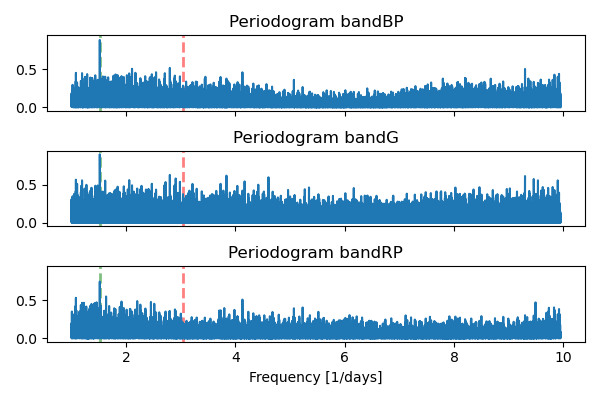 Periodogram bandBP
0.5
0.0
Periodogram bandG
0.5
0.0
Periodogram bandRP
0.5
0.0
2 4 6 8 10
Frequency [1/days]